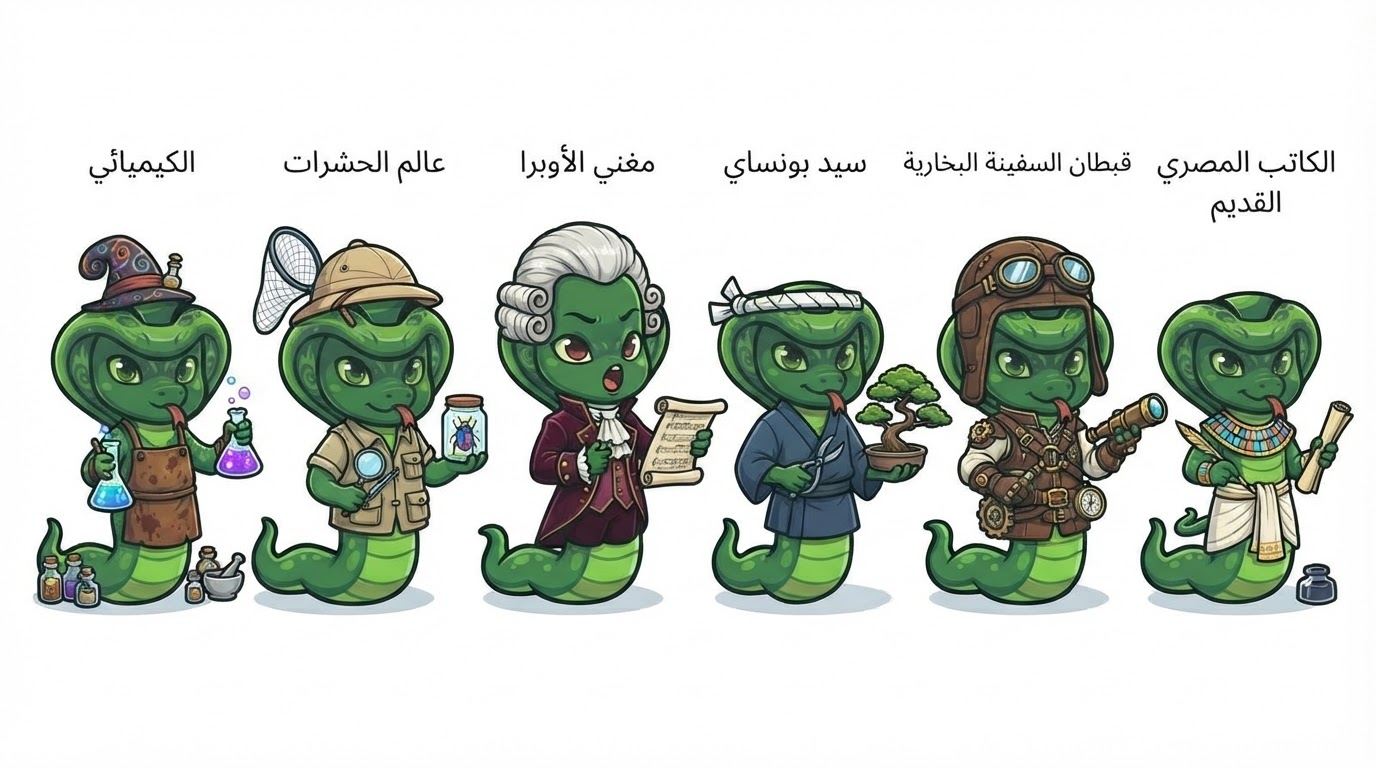 الكاتب المصري
القديم
قبطان السفينة البخارية
سيد بونساي
مغني الأوبرا
عالم الحشرات
الكيميائي